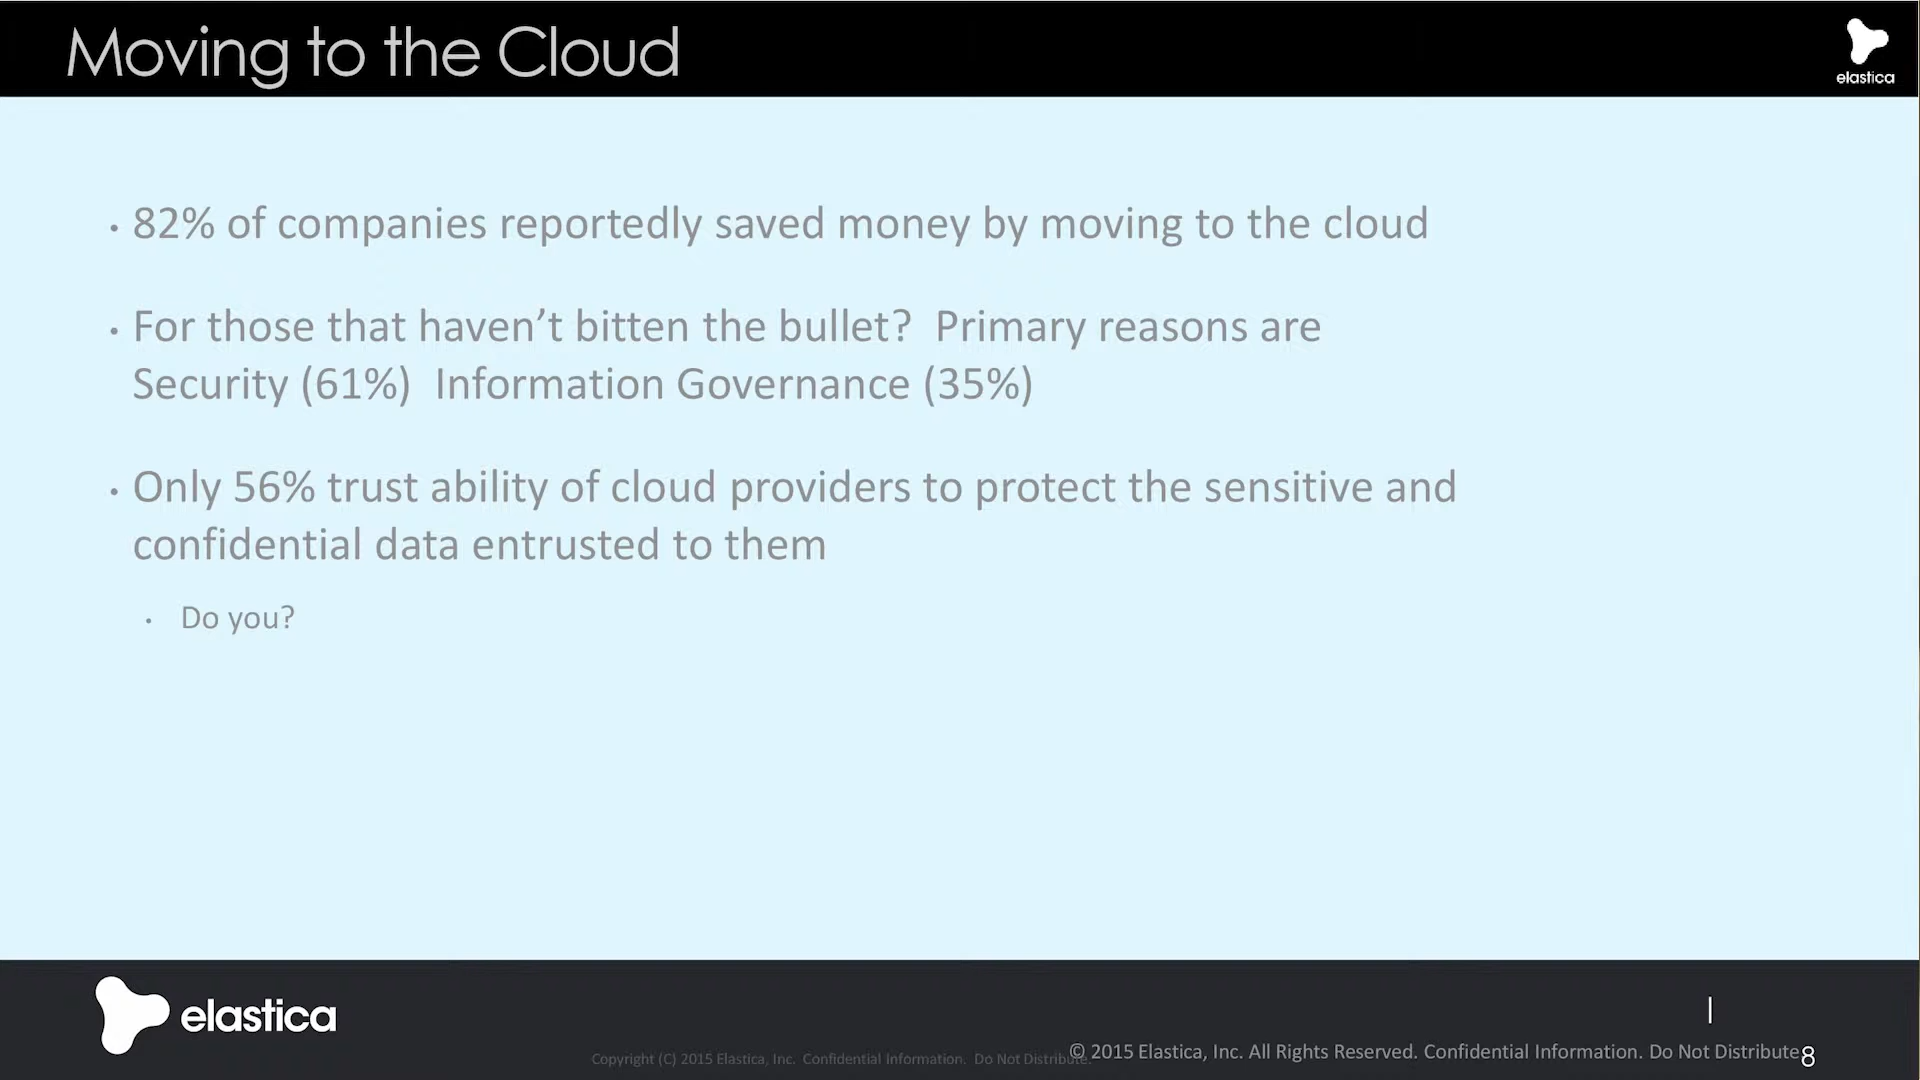 Moving to the Cloud
elastica
• 82% of companies reportedly saved money by moving to the cloud
• For those that haven’t bitten the bullet?  Primary reasons are
Security (61%)  Information Governance (35%)
• Only 56% trust ability of cloud providers to protect the sensitive and
confidential data entrusted to them
• Do you?
elastica
|
Copyright (C) 2015 Elastica, Inc.  Confidential Information.  Do Not Distribute.
© 2015 Elastica, Inc. All Rights Reserved. Confidential Information. Do Not Distribute
8